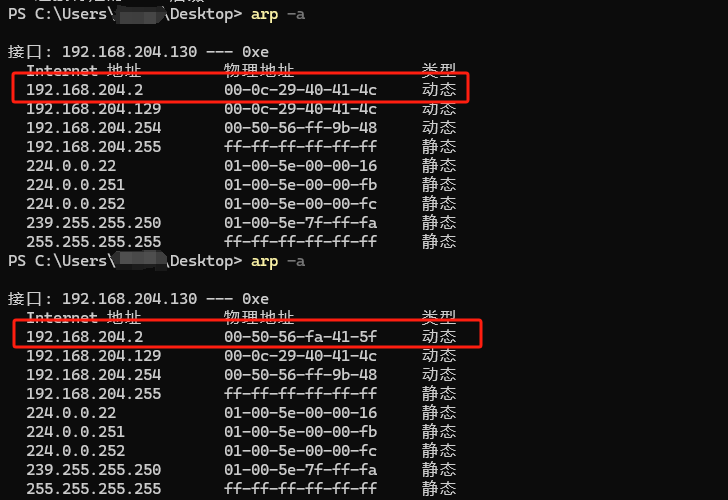 PS C:\Users\ \Desktop> arp -a
接口: 192.168.204.130 --- 0xe
Internet 地址 物理地址 类型
192.168.204.2 00-0c-29-40-41-4c 动态
192.168.204.129 00-0c-29-40-41-4c 动态
192.168.204.254 00-50-56-ff-9b-48 动态
192.168.204.255 ff-ff-ff-ff-ff-ff 静态
224.0.0.22 01-00-5e-00-00-16 静态
224.0.0.251 01-00-5e-00-00-fb 静态
224.0.0.252 01-00-5e-00-00-fc 静态
239.255.255.250 01-00-5e-7f-ff-fa 静态
255.255.255.255 ff-ff-ff-ff-ff-ff 静态
PS C:\Users\ \Desktop> arp -a
接口: 192.168.204.130 --- 0xe
Internet 地址 物理地址 类型
192.168.204.2 00-50-56-fa-41-5f 动态
192.168.204.129 00-0c-29-40-41-4c 动态
192.168.204.254 00-50-56-ff-9b-48 动态
192.168.204.255 ff-ff-ff-ff-ff-ff 静态
224.0.0.22 01-00-5e-00-00-16 静态
224.0.0.251 01-00-5e-00-00-fb 静态
224.0.0.252 01-00-5e-00-00-fc 静态
239.255.255.250 01-00-5e-7f-ff-fa 静态
255.255.255.255 ff-ff-ff-ff-ff-ff 静态